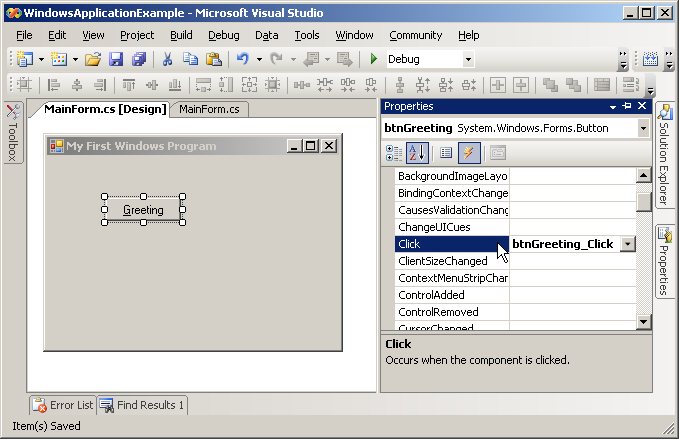 WindowsApplicationExample - Microsoft Visual Studio
File Edit View Project Build Debug Data Tools Window Community Help
Debug
MainForm.cs [Design] MainForm.cs
Toolbox
My First Windows Program
Greeting
Properties
btnGreeting System.Windows.Forms.Button
A
Z
BackgroundImageLayo
BindingContextChange
CausesValidationChang
ChangeUICues
Click btnGreeting_Click
ClientSizeChanged
ContextMenuStripChar
ControlAdded
ControlRemoved
CursorChanged
Click
Occurs when the component is clicked.
Solution Explorer
Properties
Error List Find Results 1
Item(s) Saved